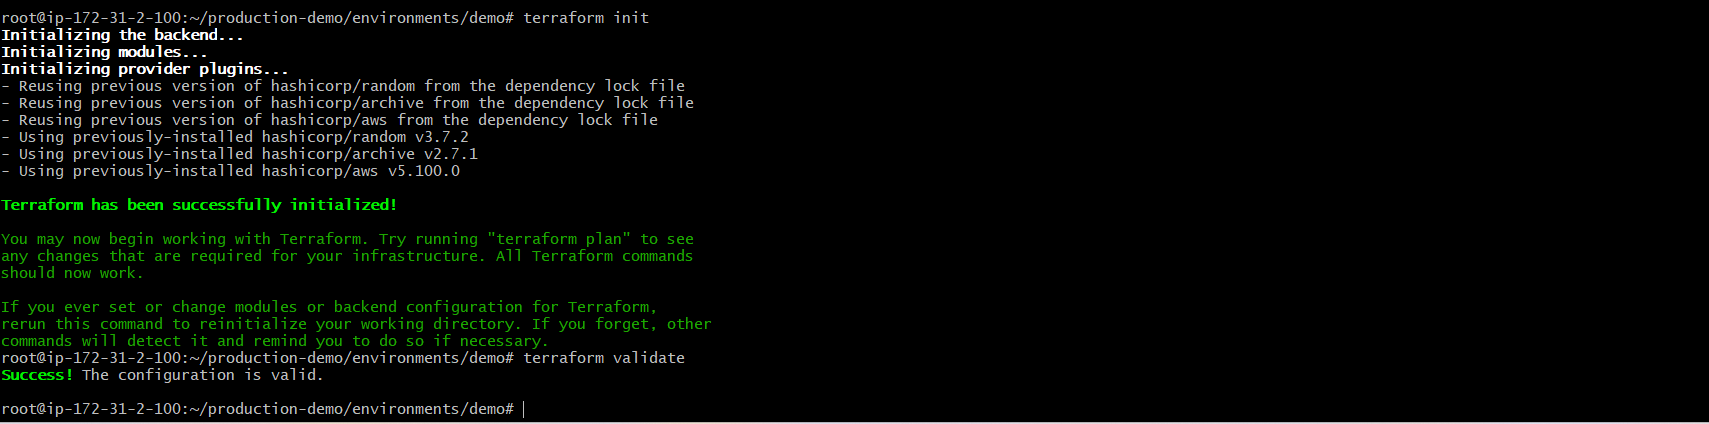 root@ip-172-31-2-100:~/production-demo/environments/demo# terraform init
Initializing the backend...
Initializing modules...
Initializing provider plugins...
- Reusing previous version of hashicorp/random from the dependency lock file
- Reusing previous version of hashicorp/archive from the dependency lock file
- Reusing previous version of hashicorp/aws from the dependency lock file
- Using previously-installed hashicorp/random v3.7.2
- Using previously-installed hashicorp/archive v2.7.1
- Using previously-installed hashicorp/aws v5.100.0
Terraform has been successfully initialized!
You may now begin working with Terraform. Try running "terraform plan" to see
any changes that are required for your infrastructure. All Terraform commands
should now work.
If you ever set or change modules or backend configuration for Terraform,
rerun this command to reinitialize your working directory. If you forget, other
commands will detect it and remind you to do so if necessary.
root@ip-172-31-2-100:~/production-demo/environments/demo# terraform validate
Success! The configuration is valid.
root@ip-172-31-2-100:~/production-demo/environments/demo#